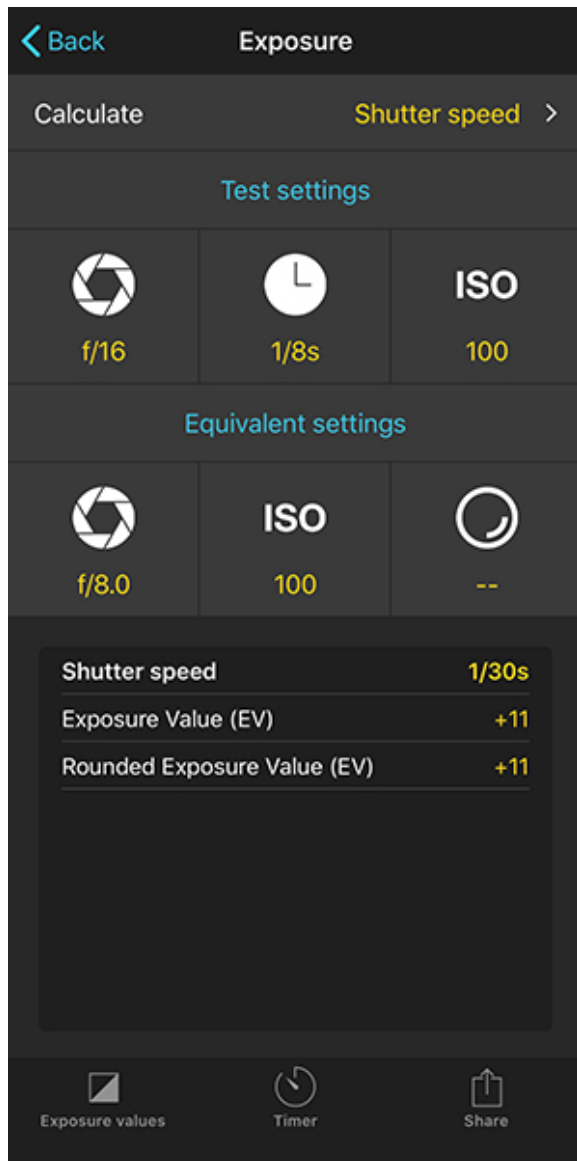 Back Exposure
Calculate Shutter speed >
Test settings
ISO
f/16 1/8s 100
Equivalent settings
ISO
f/8.0 100 --
Shutter speed 1/30s
Exposure Value (EV) +11
Rounded Exposure Value (EV) +11
Exposure values Timer Share